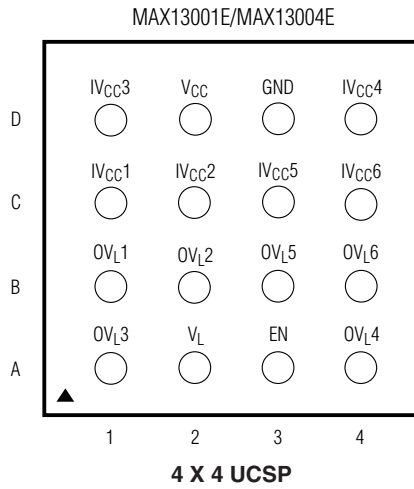 MAX13001E/MAX13004E
IVCC3 VCC GND IVCC4
D
IVCC1 IVCC2 IVCC5 IVCC6
C
OVL1 OVL2 OVL5 OVL6
B
OVL3 VL EN OVL4
A
1 2 3 4
4 X 4 UCSP